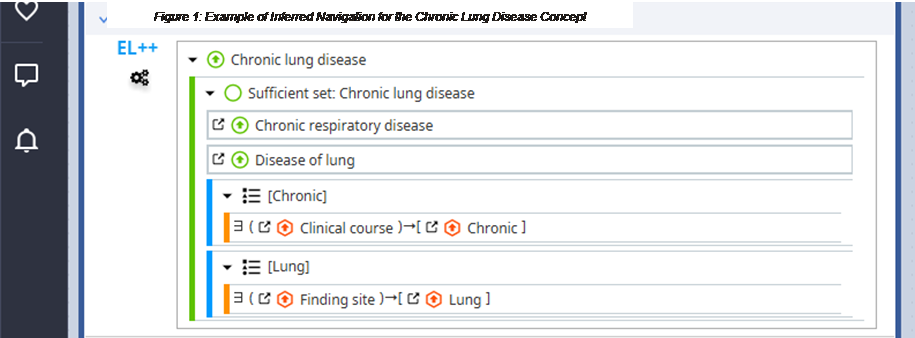 Figure 1: Example of Inferred Navigation for the Chronic Lung Disease Concept
EL++
Chronic lung disease
Sufficient set: Chronic lung disease
Chronic respiratory disease
Disease of lung
[Chronic]
∃ ( Clinical course )→[ Chronic ]
[Lung]
∃ ( Finding site )→[ Lung ]